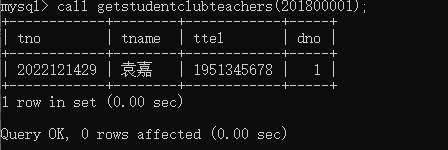 mysql> call getstudentclubteachers(201800001);
+------------+--------+------------+------+
| tno | tname | ttel | dno |
+------------+--------+------------+------+
| 2022121429 | 袁嘉 | 1951345678 | 1 |
+------------+--------+------------+------+
1 row in set (0.00 sec)
Query OK, 0 rows affected (0.00 sec)